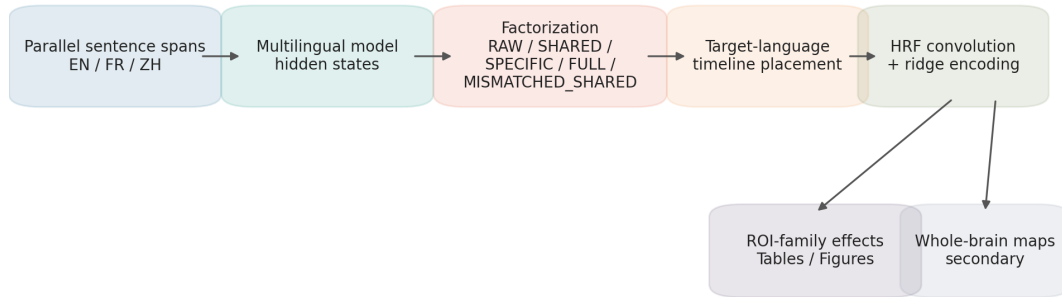 Parallel sentence spans
EN / FR / ZH
Multilingual model
hidden states
Factorization
RAW / SHARED /
SPECIFIC / FULL /
MISMATCHED_SHARED
Target-language
timeline placement
HRF convolution
+ ridge encoding
ROI-family effects
Tables / Figures
Whole-brain maps
secondary